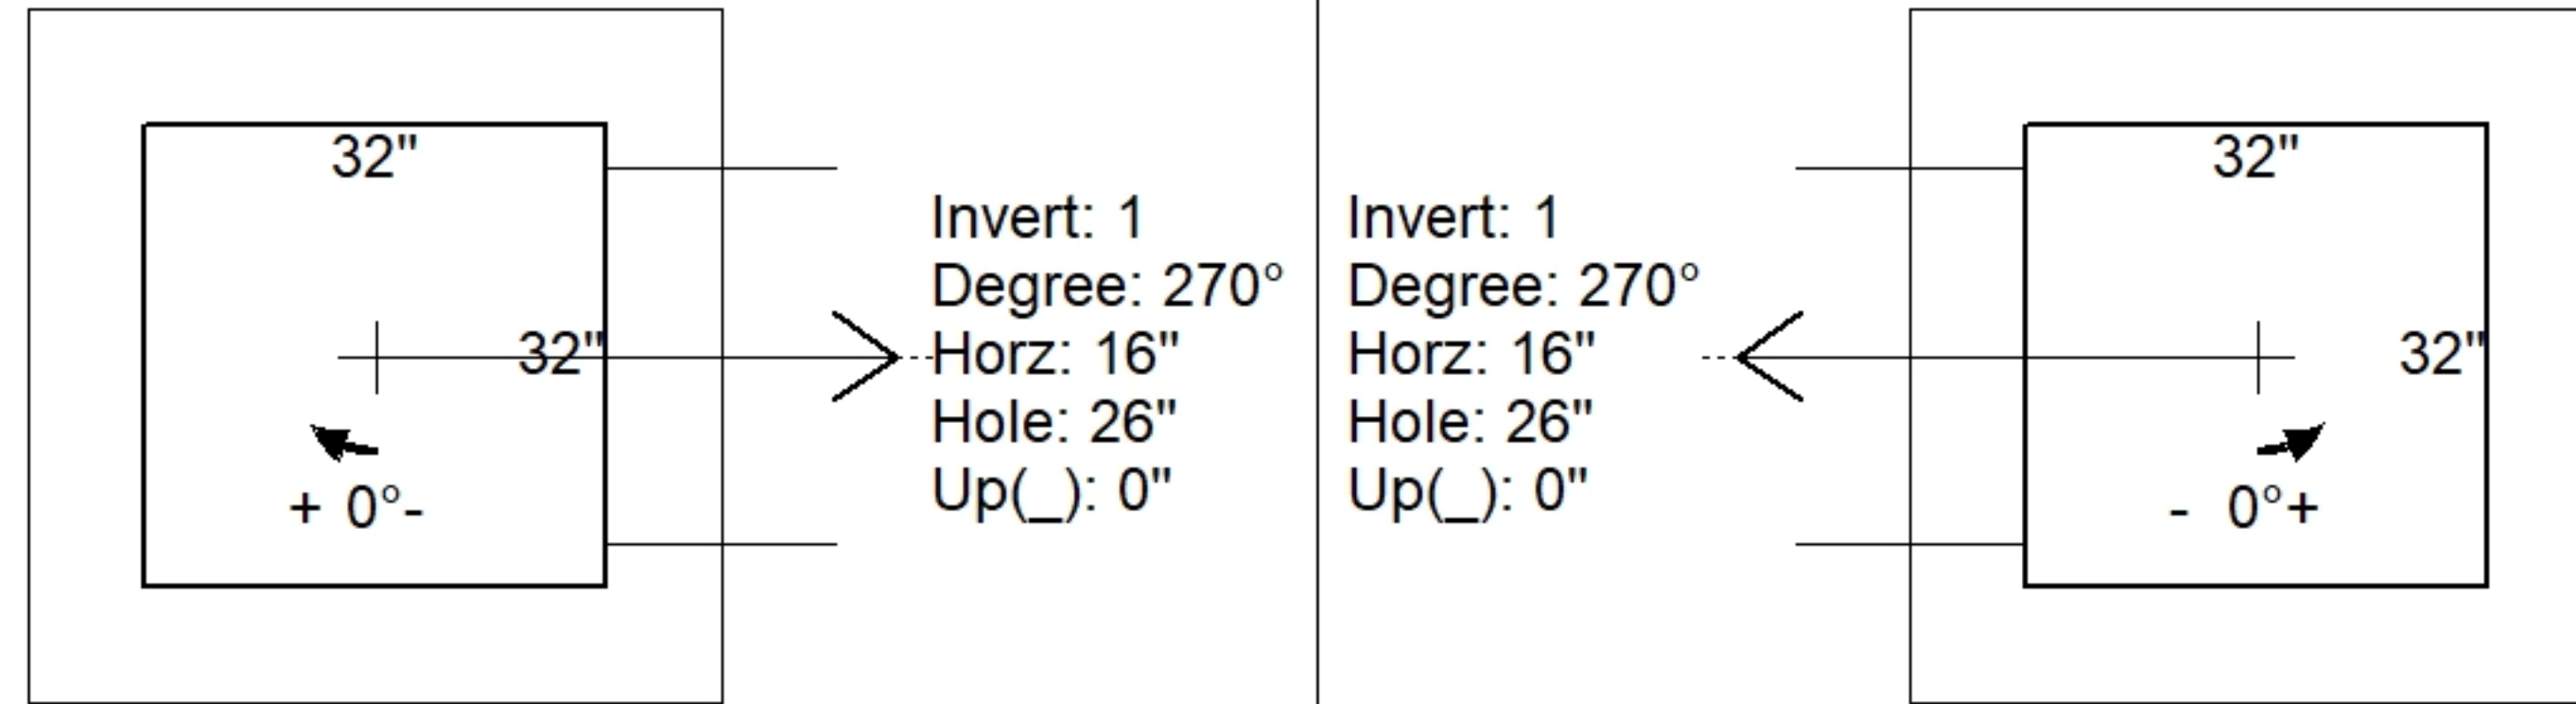 32"
32"
+ 0°-
Invert: 1
Degree: 270°
Horz: 16"
Hole: 26"
Up(_): 0"
Invert: 1
Degree: 270°
Horz: 16"
Hole: 26"
Up(_): 0"
32"
32"
- 0°+